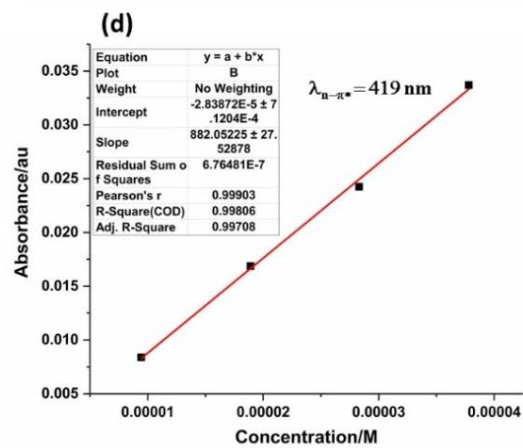 (d)
Equation y = a + b*x
Plot B
Weight No Weighting
Intercept -2.83872E-5 ± 7
.1204E-4
Slope 882.05225 ± 27.
52878
Residual Sum o
f Squares 6.76481E-7
Pearson's r 0.99903
R-Square(COD) 0.99806
Adj. R-Square 0.99708
λn−π* = 419 nm
Absorbance/au
0.035
0.030
0.025
0.020
0.015
0.010
0.005
0.00001 0.00002 0.00003 0.00004
Concentration/M